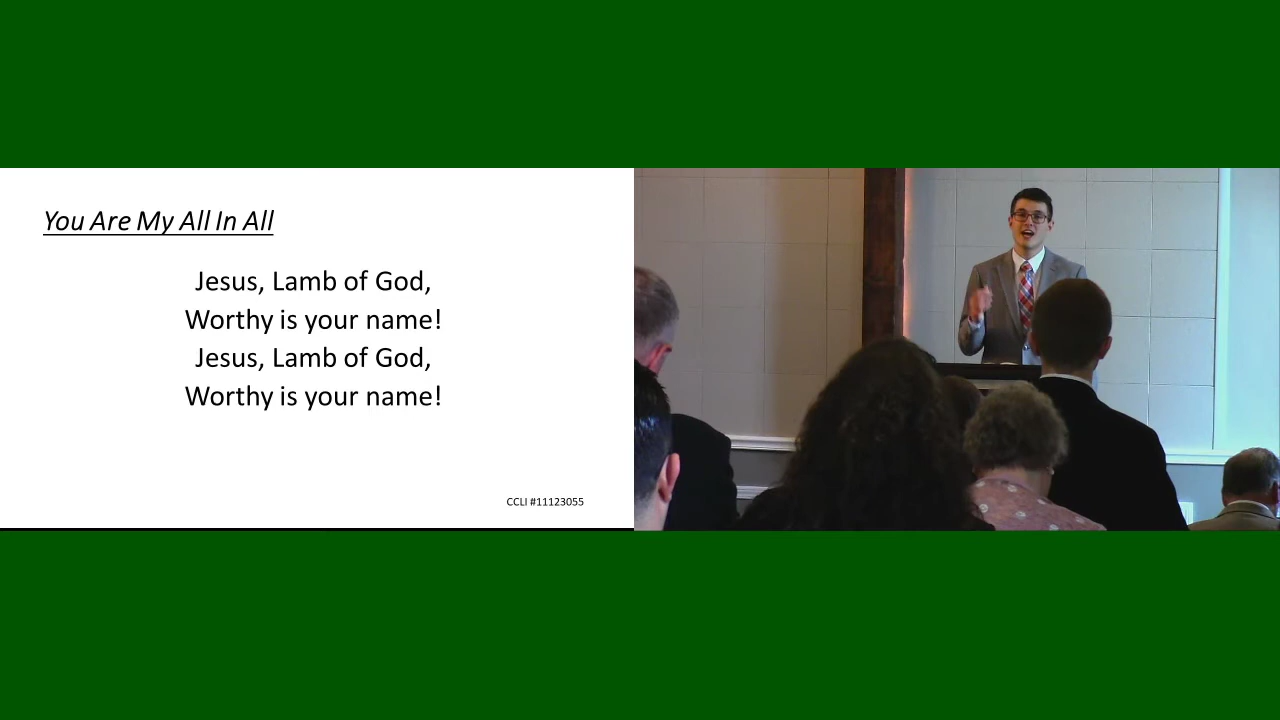 You Are My All In All
Jesus, Lamb of God,
Worthy is your name!
Jesus, Lamb of God,
Worthy is your name!
CCLI #11123055